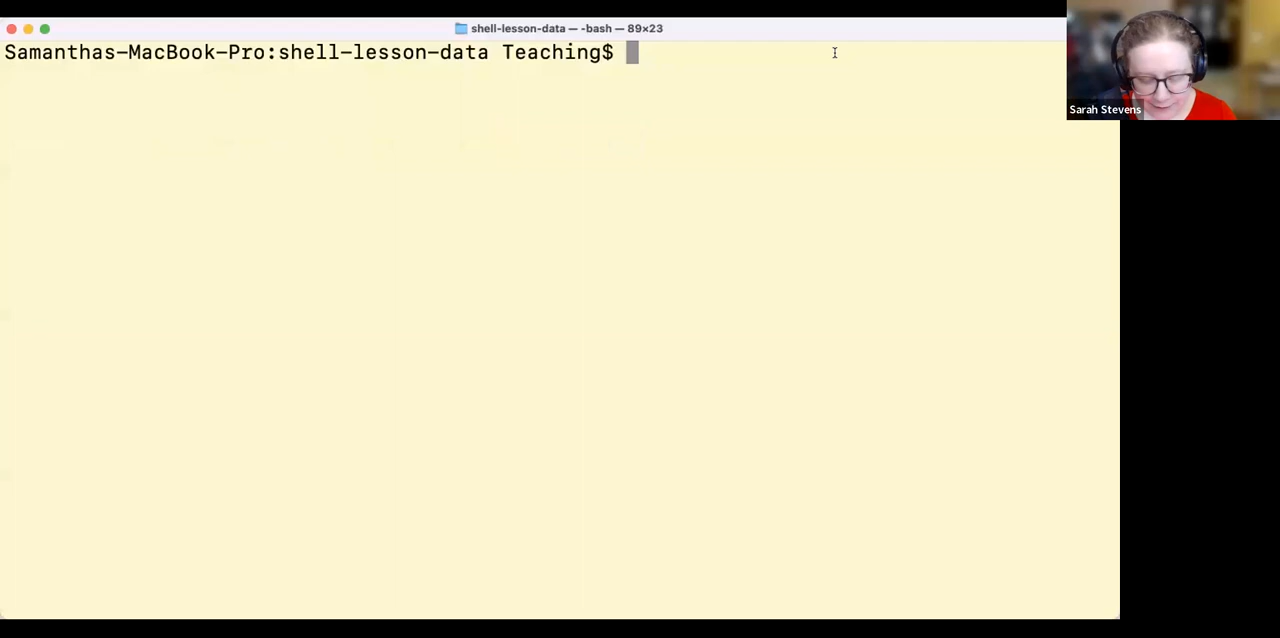 shell-lesson-data — -bash — 89×23
Samanthas-MacBook-Pro:shell-lesson-data Teaching$
Sarah Stevens